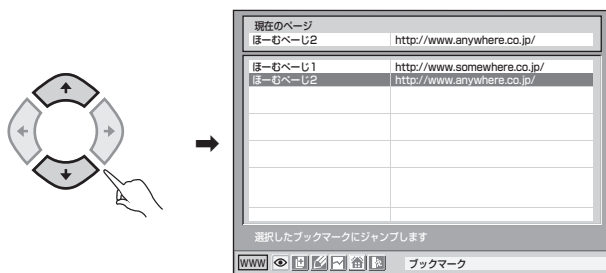 現在のページ
ほーむぺーじ2 http://www.anywhere.co.jp/
ほーむぺーじ1 http://www.somewhere.co.jp/
ほーむぺーじ2 http://www.anywhere.co.jp/
選択したブックマークにジャンプします
WWW ブックマーク